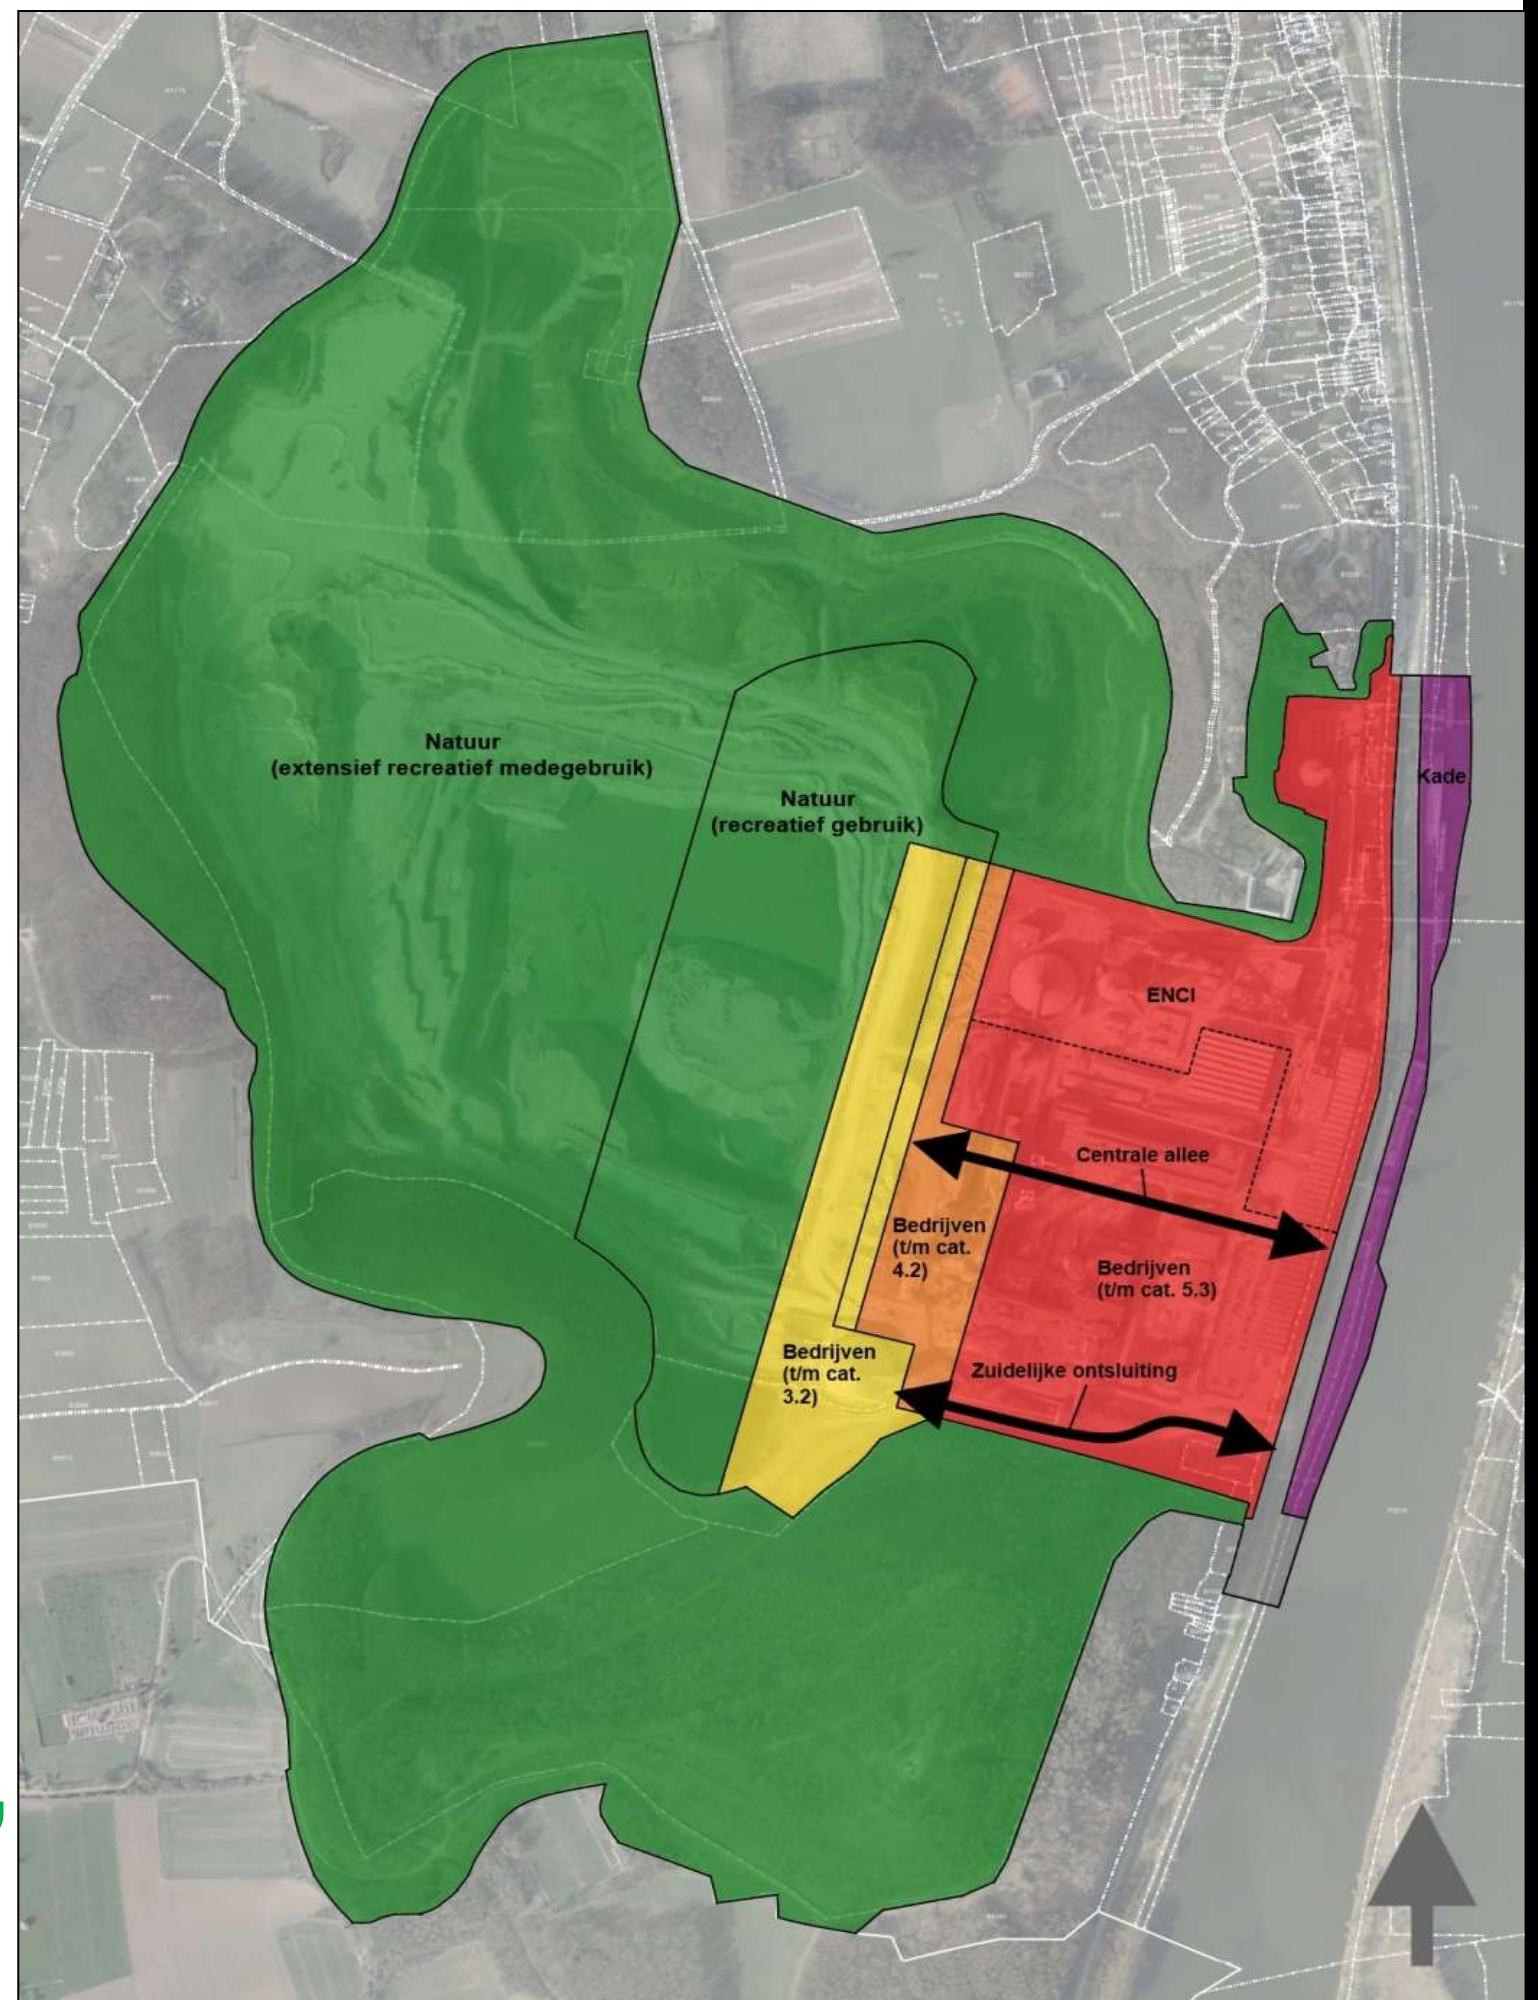 Natuur
(extensief recreatief medegebruik)
Natuur
(recreatief gebruik)
Kade
ENCI
Centrale allee
Bedrijven
(t/m cat.
4.2)
Bedrijven
(t/m cat. 5.3)
Bedrijven
(t/m cat.
3.2)
Zuidelijke ontsluiting